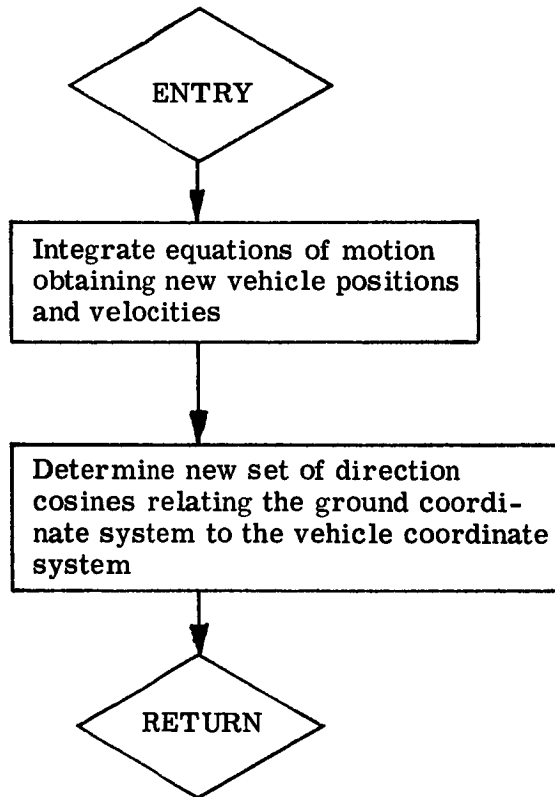 ENTRY
Integrate equations of motion
obtaining new vehicle positions
and velocities
Determine new set of direction
cosines relating the ground coordi-
nate system to the vehicle coordinate
system
RETURN